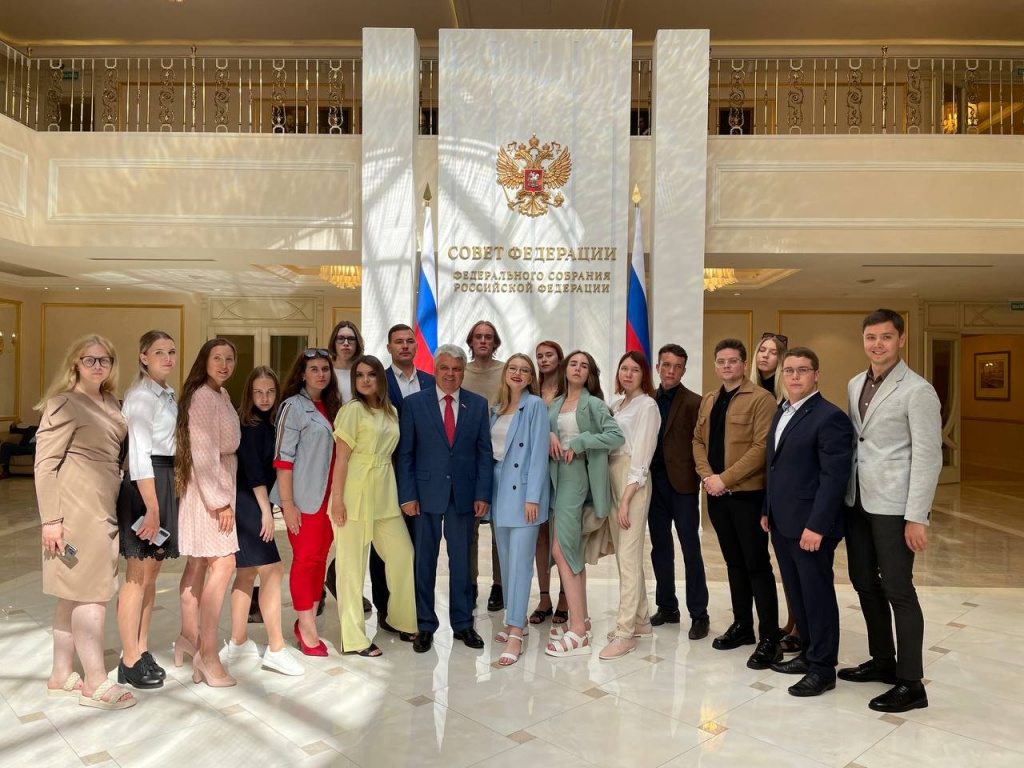 СОВЕТ ФЕДЕРАЦИИ
ФЕДЕРАЛЬНОГО СОБРАНИЯ
РОССИЙСКОЙ ФЕДЕРАЦИИ